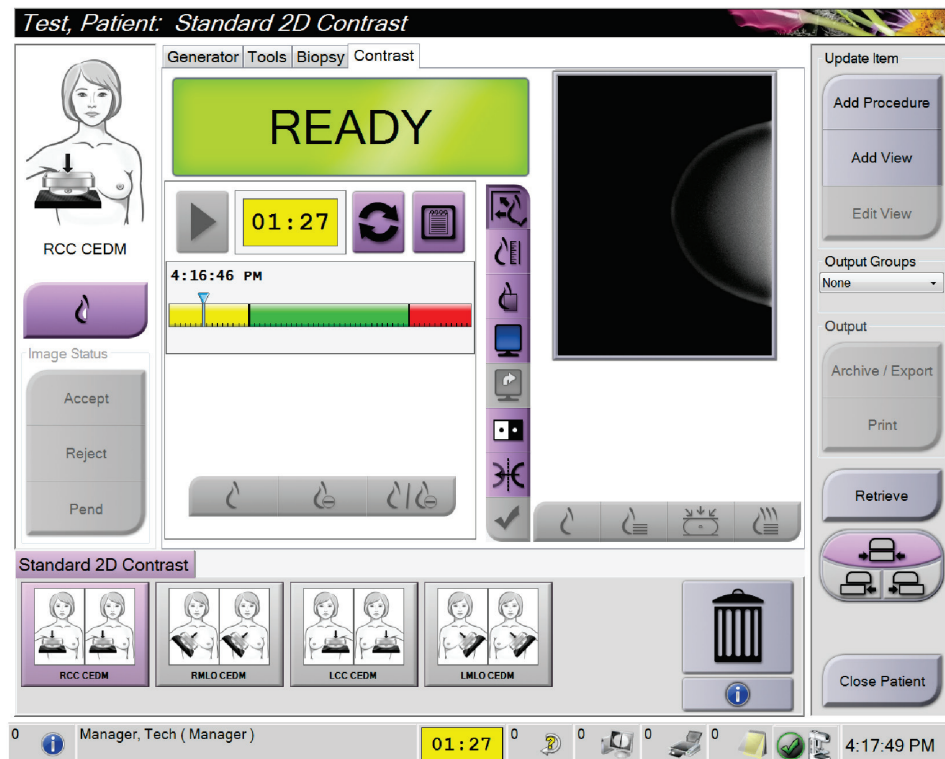 Test, Patient: Standard 2D Contrast
Generator Tools Biopsy Contrast
READY
01:27
4:16:46 PM
RCC CEDM
Image Status
Accept
Reject
Pend
Update Item
Add Procedure
Add View
Edit View
Output Groups
None
Output
Archive / Export
Print
Retrieve
Close Patient
Standard 2D Contrast
RCC CEDM
RMLO CEDM
LCC CEDM
LMLO CEDM
0
Manager, Tech ( Manager )
01:27
0
0
0
0
4:17:49 PM